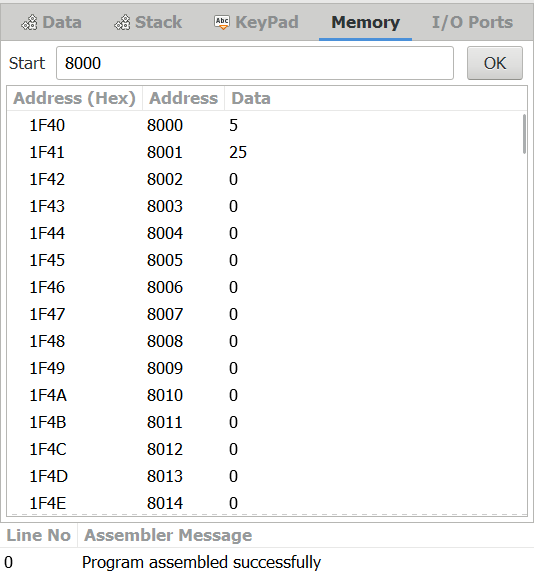 Data Stack Abc KeyPad Memory I/O Ports
Start 8000 OK
Address (Hex) Address Data
1F40 8000 5
1F41 8001 25
1F42 8002 0
1F43 8003 0
1F44 8004 0
1F45 8005 0
1F46 8006 0
1F47 8007 0
1F48 8008 0
1F49 8009 0
1F4A 8010 0
1F4B 8011 0
1F4C 8012 0
1F4D 8013 0
1F4E 8014 0
Line No Assembler Message
0 Program assembled successfully